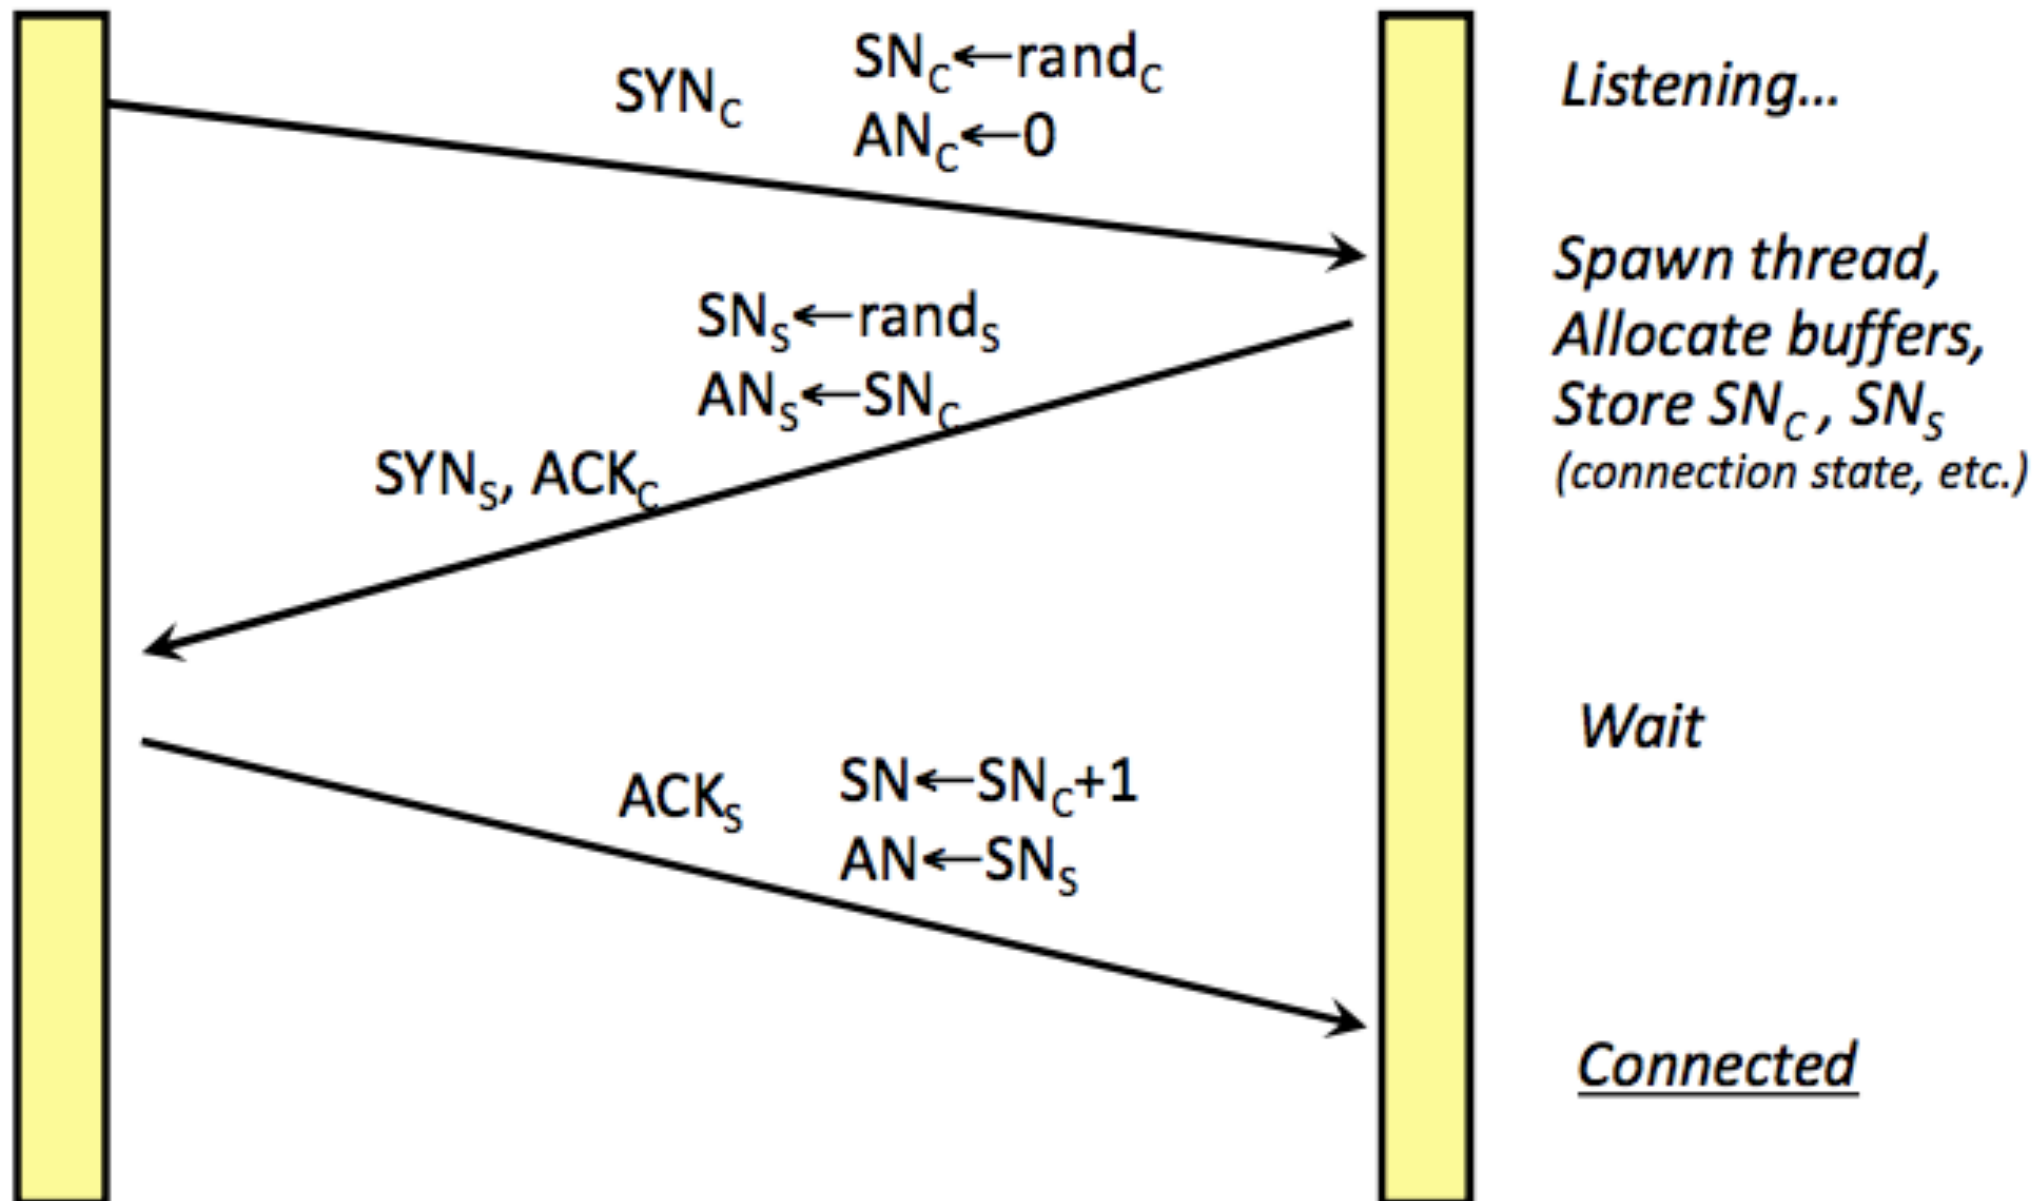 SN_C←rand_C
SYN_C
AN_C←0
Listening...
Spawn thread,
Allocate buffers,
Store SN_C, SN_S
(connection state, etc.)
SN_S←rand_S
AN_S←SN_C
SYN_S, ACK_C
Wait
ACK_S
SN←SN_C+1
AN←SN_S
Connected